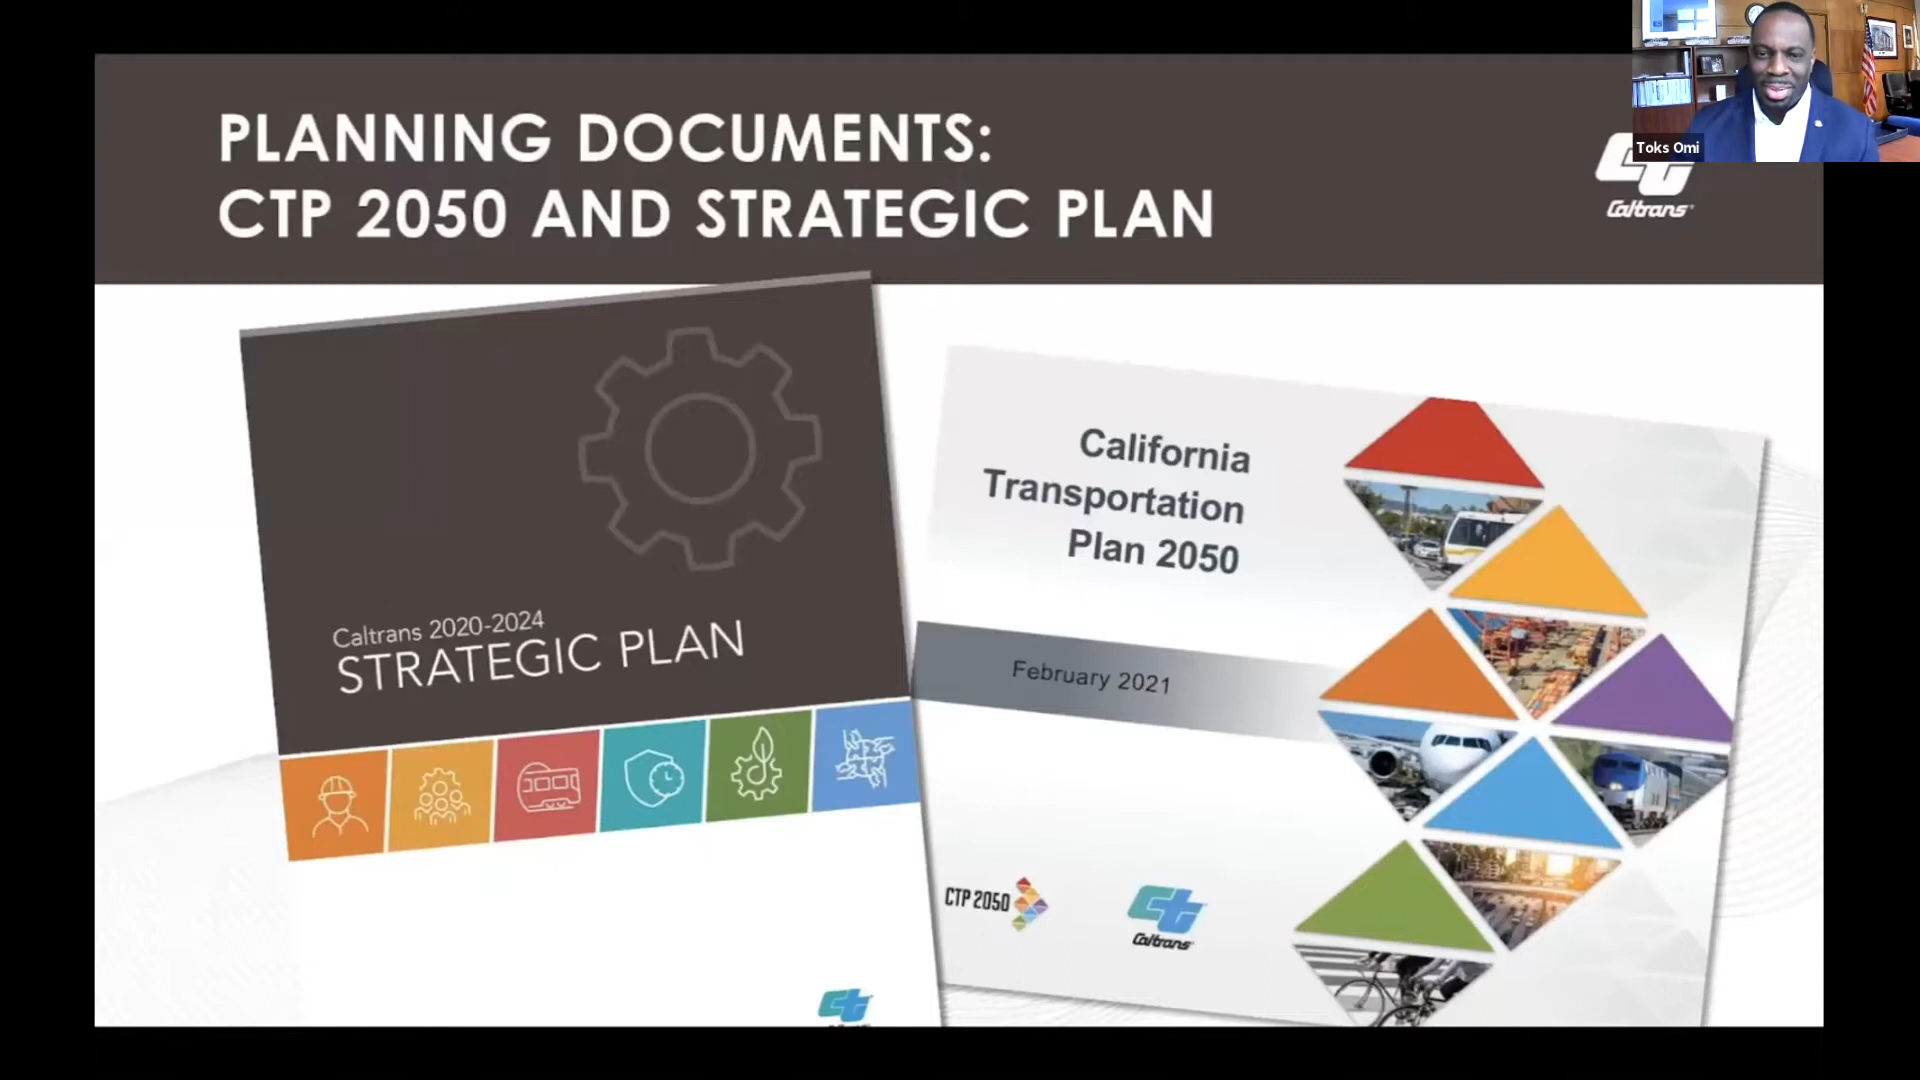 PLANNING DOCUMENTS:
CTP 2050 AND STRATEGIC PLAN
Caltrans
Toks Omi
Caltrans 2020-2024
STRATEGIC PLAN
California
Transportation
Plan 2050
February 2021
CTP 2050
Caltrans